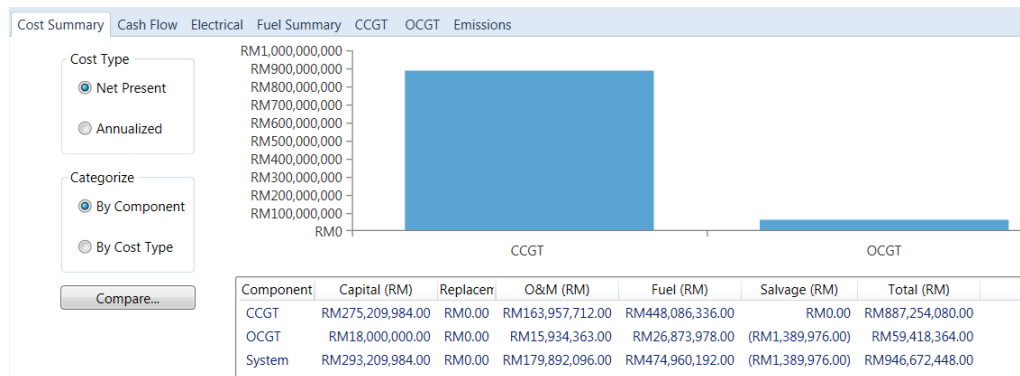 Cost Summary Cash Flow Electrical Fuel Summary CCGT OCGT Emissions
Cost Type
Net Present
Annualized
Categorize
By Component
By Cost Type
Compare...
RM1,000,000,000
RM900,000,000
RM800,000,000
RM700,000,000
RM600,000,000
RM500,000,000
RM400,000,000
RM300,000,000
RM200,000,000
RM100,000,000
RM0
CCGT OCGT
Component Capital (RM) Replacem O&M (RM) Fuel (RM) Salvage (RM) Total (RM)
CCGT RM275,209,984.00 RM0.00 RM163,957,712.00 RM448,086,336.00 RM0.00 RM887,254,080.00
OCGT RM18,000,000.00 RM0.00 RM15,934,363.00 RM26,873,978.00 (RM1,389,976.00) RM59,418,364.00
System RM293,209,984.00 RM0.00 RM179,892,096.00 RM474,960,192.00 (RM1,389,976.00) RM946,672,448.00